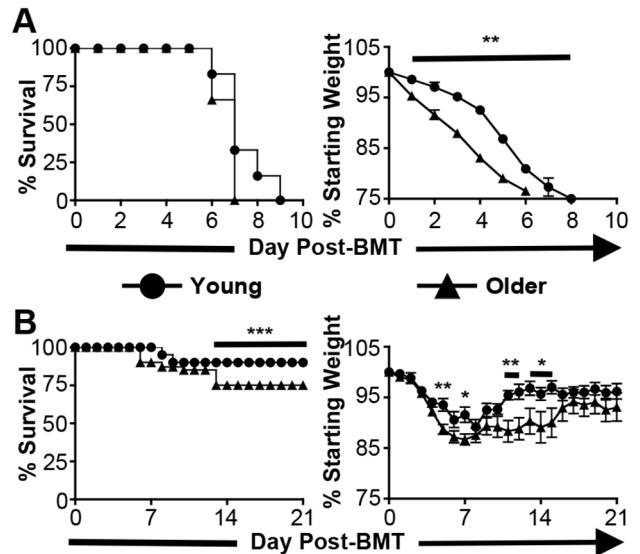 A
% Survival
100
75
50
25
0
0 2 4 6 8 10
% Starting Weight
**
105
95
85
75
0 2 4 6 8 10
Day Post-BMT
Young Older
B
% Survival
100
75
50
25
0
***
0 7 14 21
% Starting Weight
105
95
85
75
** * ** *
0 7 14 21
Day Post-BMT